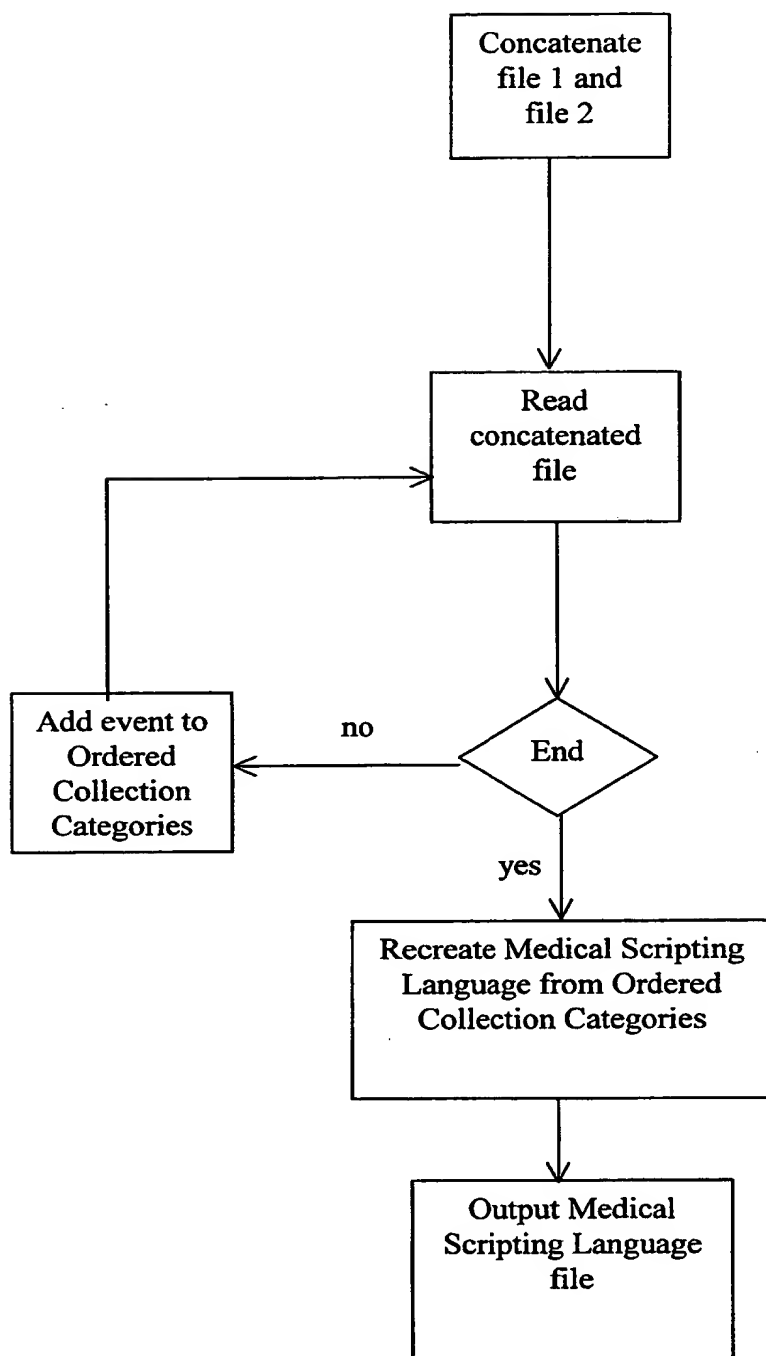 Concatenate
file 1 and
file 2
Read
concatenated
file
Add event to
Ordered
Collection
Categories
no
End
yes
Recreate Medical Scripting
Language from Ordered
Collection Categories
Output Medical
Scripting Language
file